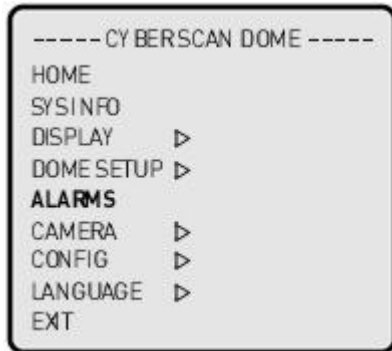 -----CYBERSCAN DOME-----
HOME
SYSINFO
DISPLAY ▷
DOME SETUP ▷
ALARMS
CAMERA ▷
CONFIG ▷
LANGUAGE ▷
EXIT